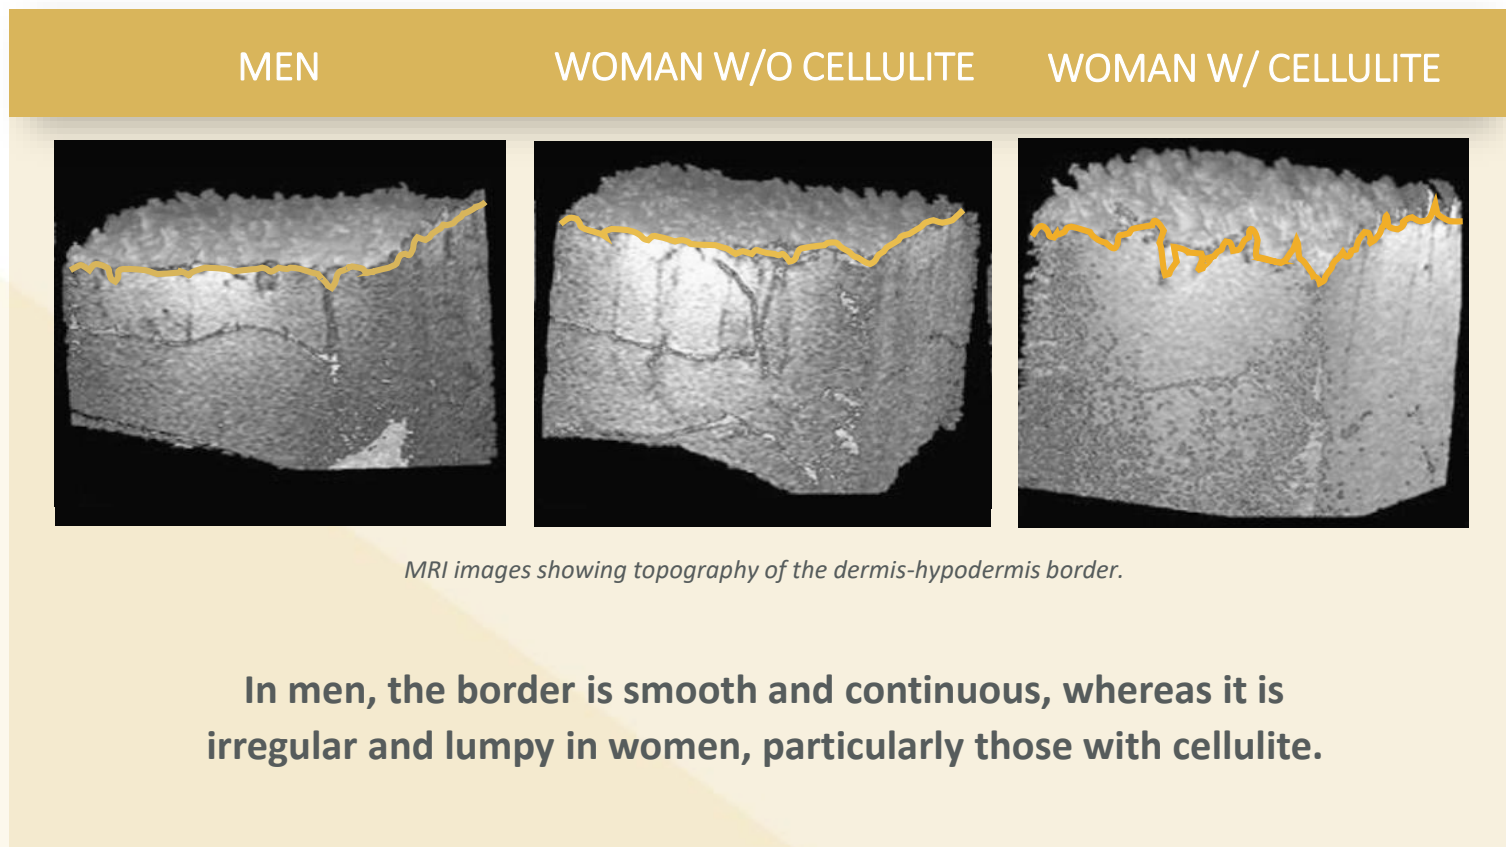 MEN
WOMAN W/O CELLULITE
WOMAN W/ CELLULITE
MRI images showing topography of the dermis-hypodermis border.
In men, the border is smooth and continuous, whereas it is
irregular and lumpy in women, particularly those with cellulite.